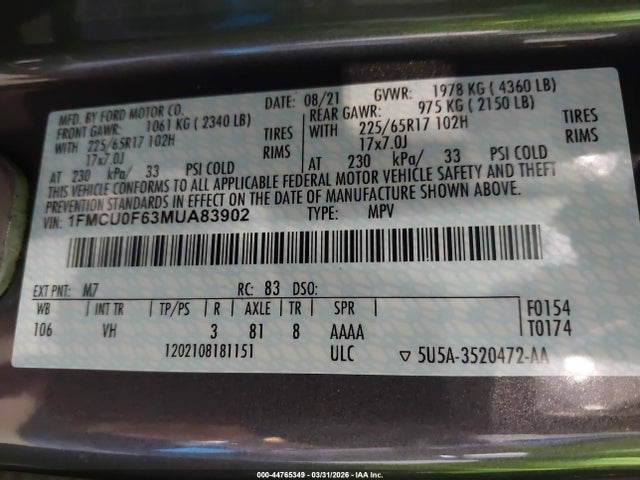 MFD. BY FORD MOTOR CO. DATE: 08/21 GVWR: 1978 KG ( 4360 LB)
FRONT GAWR: 1061 KG ( 2340 LB) REAR GAWR: 975 KG ( 2150 LB)
WITH 225/65R17 102H TIRES WITH 225/65R17 102H TIRES
17x7.0J RIMS 17x7.0J RIMS
AT 230 kPa/ 33 PSI COLD AT 230 kPa/ 33 PSI COLD
THIS VEHICLE CONFORMS TO ALL APPLICABLE FEDERAL MOTOR VEHICLE SAFETY AND THEFT
PREVENTION STANDARDS IN EFFECT ON THE DATE OF MANUFACTURE SHOWN ABOVE.
VIN: 1FMCU0F63MUA83902 TYPE: MPV
EXT PNT: M7 RC: 83 DSO:
WB INT TR TP/PS R AXLE TR SPR F0154
106 VH 3 81 8 AAAA T0174
1202108181151 ULC ▽ 5U5A-3520472-AA
000-44765349 | 03/31/2026 - IAA Inc.